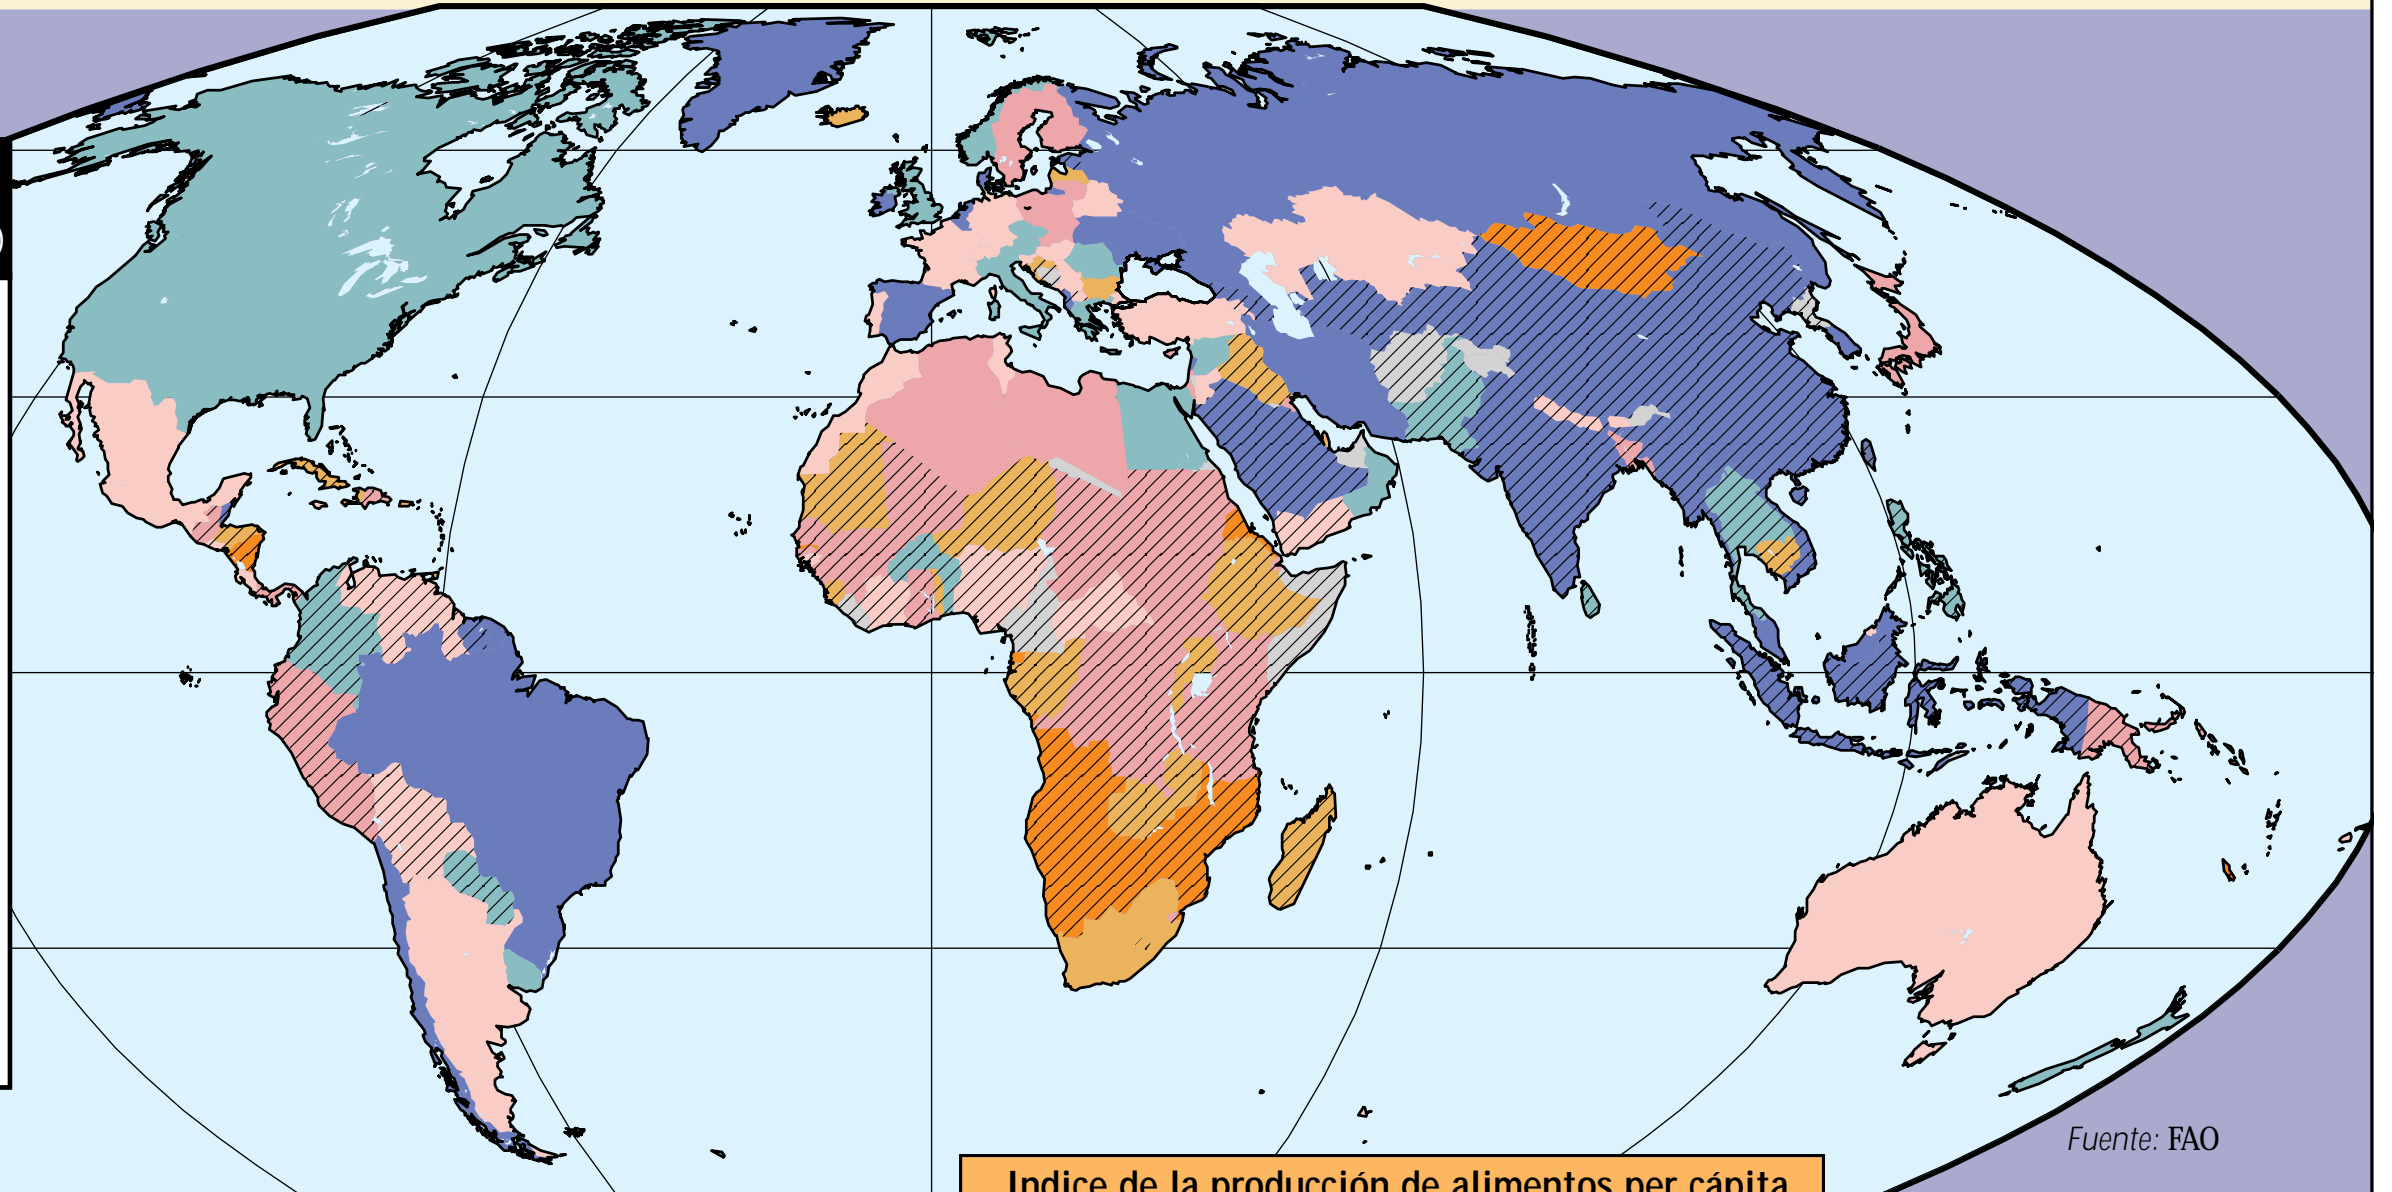 Fuente: FAO
Indice de la producción de alimentos per cápita